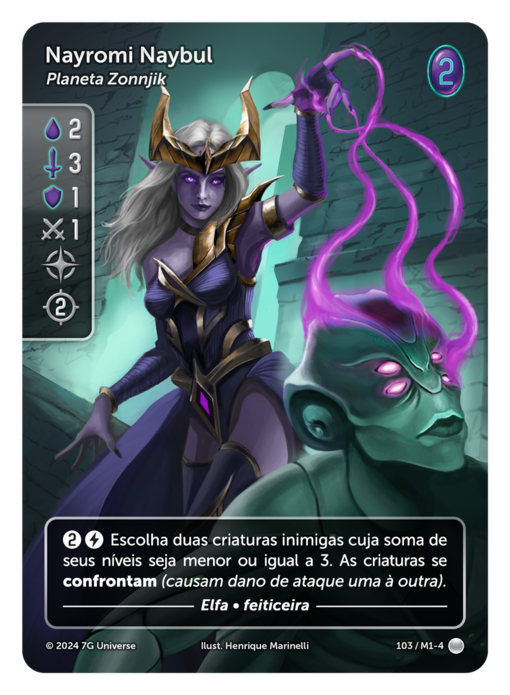 Nayromi Naybul
Planeta Zonnjik
2
2
3
1
1
2
2 Escolha duas criaturas inimigas cuja soma de
seus níveis seja menor ou igual a 3. As criaturas se
confrontam (causam dano de ataque uma à outra).
Elfa • feiticeira
© 2024 7G Universe Ilust. Henrique Marinelli 103 / M1-4